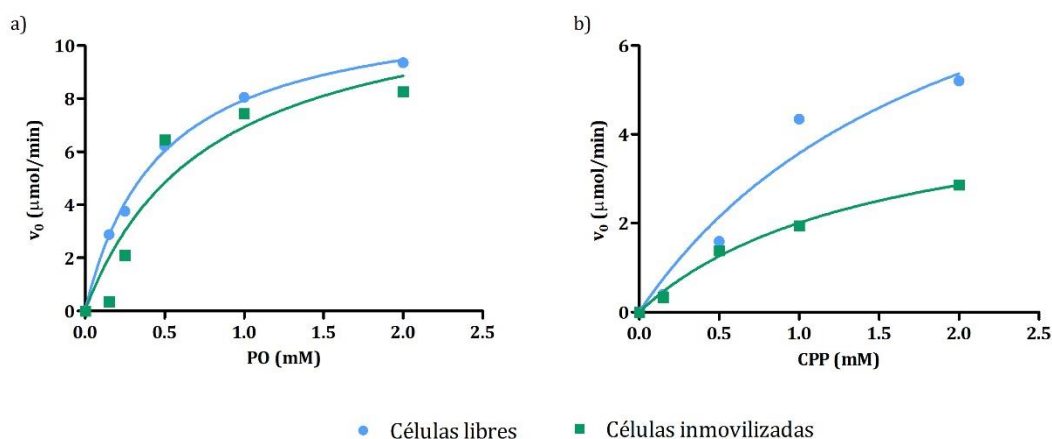 a)
10
8
6
4
2
0
v₀ (µmol/min)
0.0 0.5 1.0 1.5 2.0 2.5
PO (mM)
b)
6
4
2
0
v₀ (µmol/min)
0.0 0.5 1.0 1.5 2.0 2.5
CPP (mM)
Células libres Células inmovilizadas